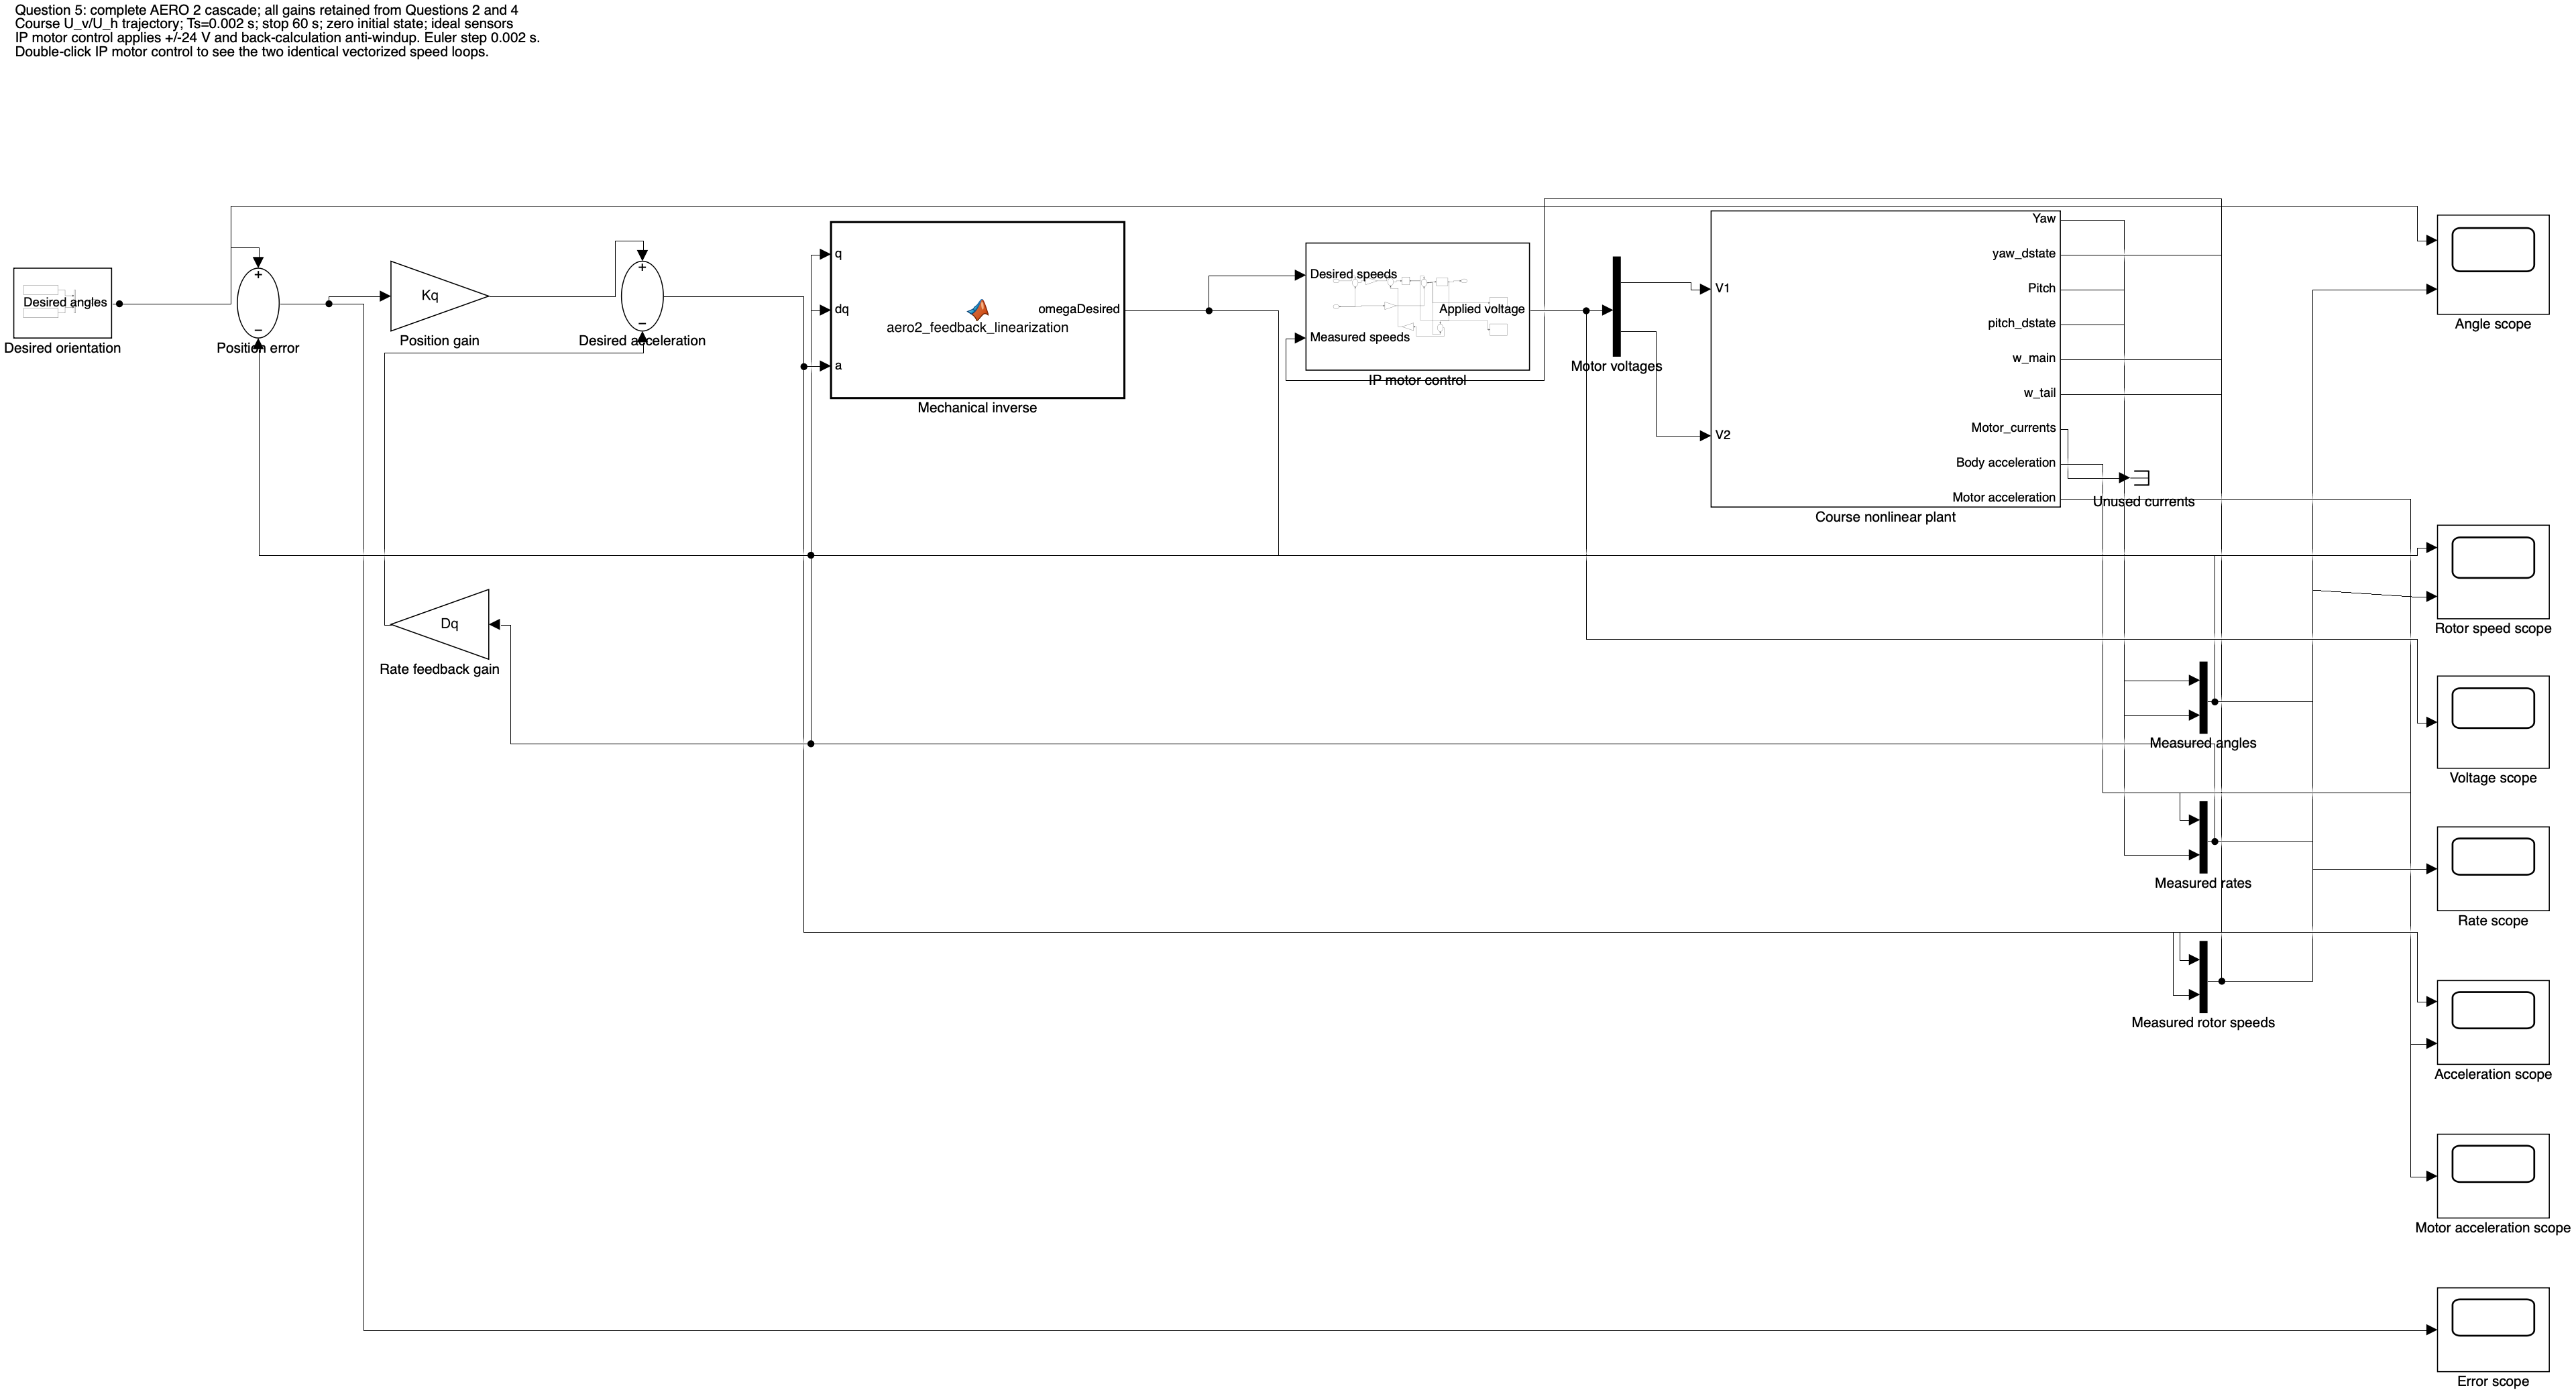 Question 5: complete AERO 2 cascade; all gains retained from Questions 2 and 4
Course U_v/U_h trajectory; Ts=0.002 s; stop 60 s; zero initial state; ideal sensors
IP motor control applies +/-24 V and back-calculation anti-windup. Euler step 0.002 s.
Double-click IP motor control to see the two identical vectorized speed loops.
Desired angles
Desired orientation
+
−
Position error
Kq
Position gain
+
−
Desired acceleration
q
dq
a
aero2_feedback_linearization
omegaDesired
Mechanical inverse
Desired speeds
Measured speeds
Applied voltage
IP motor control
Motor voltages
V1
V2
Yaw
yaw_dstate
Pitch
pitch_dstate
w_main
w_tail
Motor_currents
Body acceleration
Motor acceleration
Course nonlinear plant
Unused currents
Angle scope
Dq
Rate feedback gain
Rotor speed scope
Measured angles
Voltage scope
Measured rates
Rate scope
Measured rotor speeds
Acceleration scope
Motor acceleration scope
Error scope